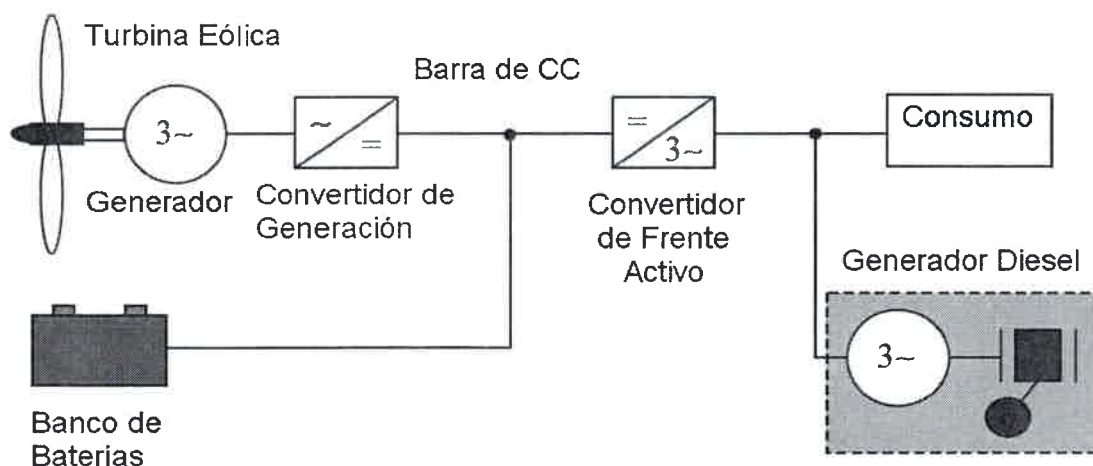 Turbina Eólica
Barra de CC
3~
~
=
=
3~
Consumo
Generador
Convertidor de
Generación
Convertidor
de Frente
Activo
Generador Diesel
3~
Banco de
Baterias